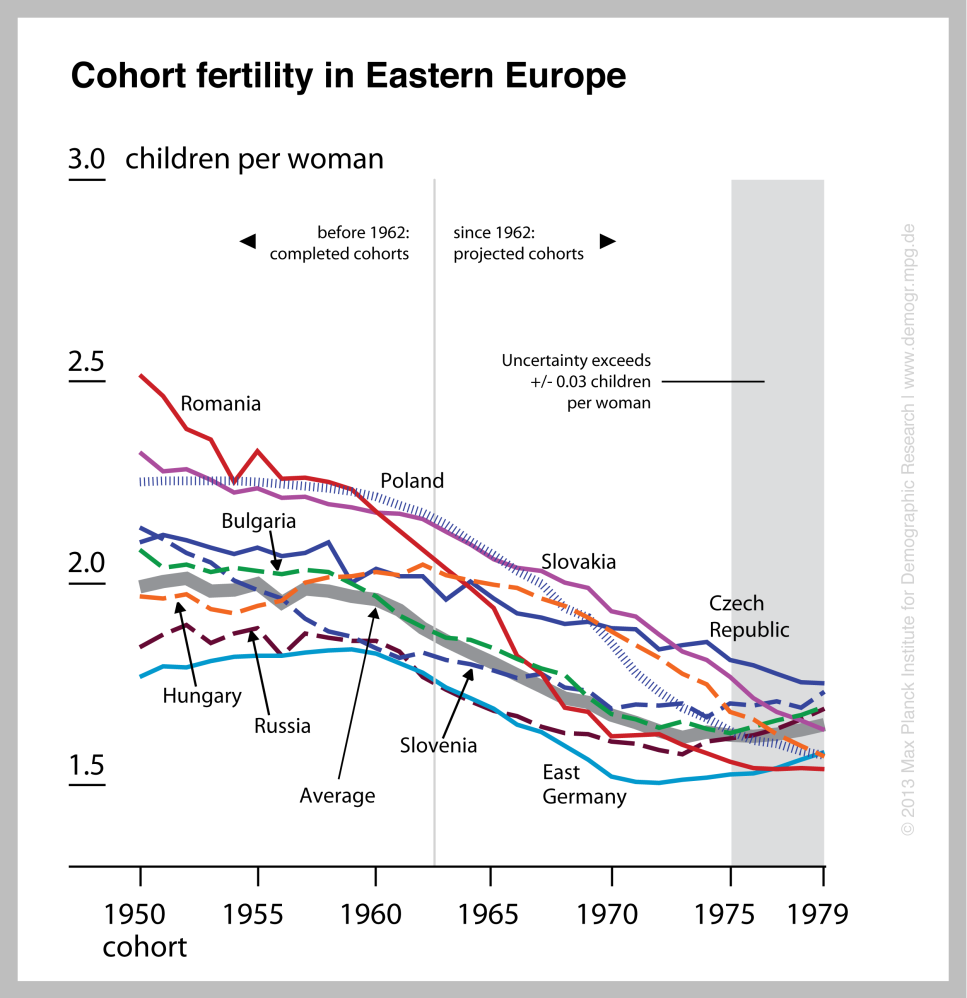 Cohort fertility in Eastern Europe
3.0 children per woman
before 1962:
completed cohorts
since 1962:
projected cohorts
2.5
Uncertainty exceeds
+/- 0.03 children
per woman
Romania
Poland
Bulgaria
Slovakia
2.0
Czech
Republic
Hungary
Russia
Slovenia
Average
East
Germany
1.5
1950 1955 1960 1965 1970 1975 1979
cohort
© 2013 Max Planck Institute for Demographic Research I www.demogr.mpg.de